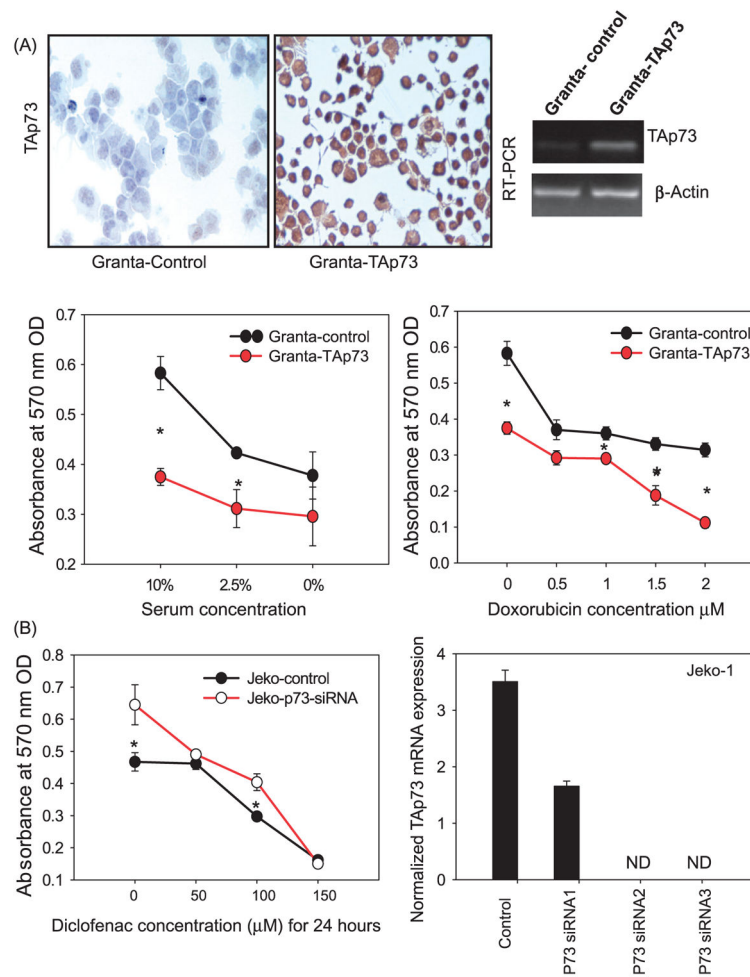 (A)
TAp73
Granta-Control
Granta-TAp73
Granta- control
Granta-TAp73
RT-PCR
TAp73
β-Actin
Absorbance at 570 nm OD
0.7
0.6
0.5
0.4
0.3
0.2
Granta-control
Granta-TAp73
*
*
10%
2.5%
0%
Serum concentration
Absorbance at 570 nm OD
0.7
0.6
0.5
0.4
0.3
0.2
0.1
0.0
Granta-control
Granta-TAp73
*
*
*
*
0
0.5
1
1.5
2
Doxorubicin concentration μM
(B)
Absorbance at 570 nm OD
0.8
0.7
0.6
0.5
0.4
0.3
0.2
0.1
Jeko-control
Jeko-p73-siRNA
*
*
0
50
100
150
Diclofenac concentration (μM) for 24 hours
Normalized TAp73 mRNA expression
4
3
2
1
0
Jeko-1
ND
ND
Control
P73 siRNA1
P73 siRNA2
P73 siRNA3